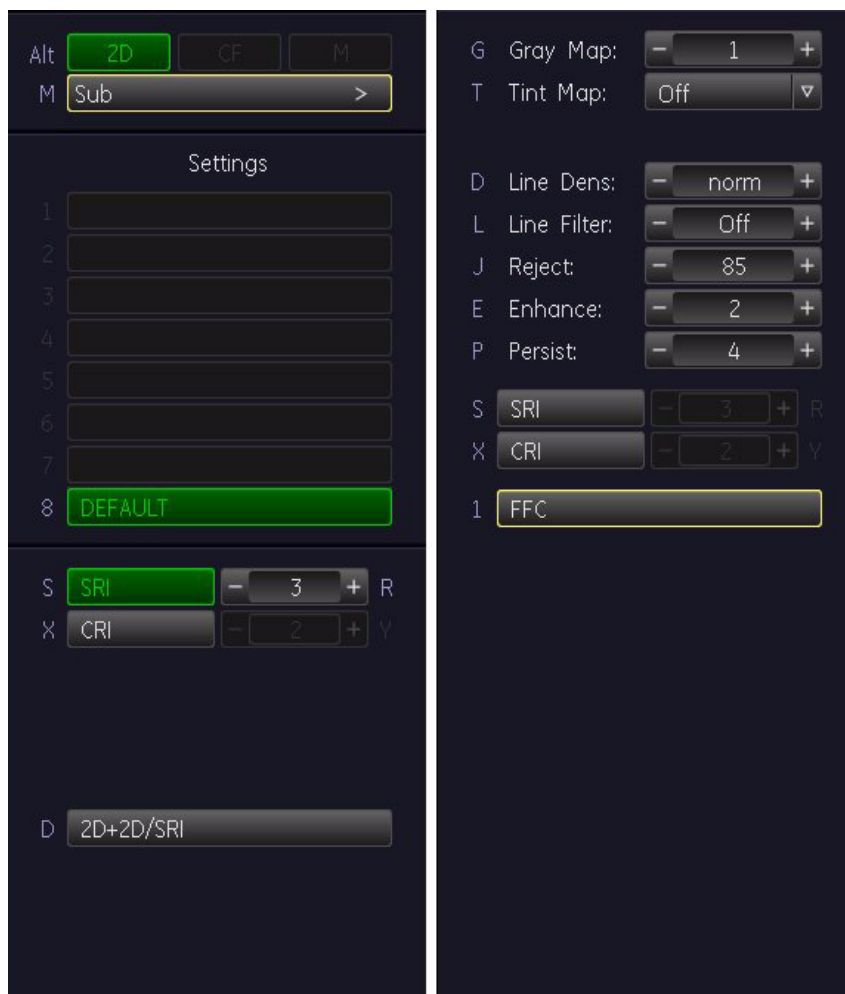 Alt 2D CF M
M Sub >
Settings
1
2
3
4
5
6
7
8 DEFAULT
S SRI - 3 + R
X CRI - 2 + Y
D 2D+2D/SRI
G Gray Map: - 1 +
T Tint Map: Off
D Line Dens: - norm +
L Line Filter: - Off +
J Reject: - 85 +
E Enhance: - 2 +
P Persist: - 4 +
S SRI - 3 + R
X CRI - 2 + Y
1 FFC